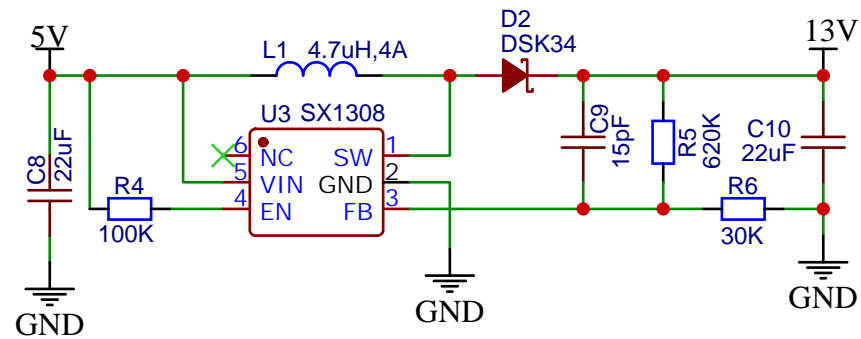 D2
5V
13V
L1 4.7uH,4A
DSK34
U3 SX1308
C8
22uF
6
NC
SW
1
5
VIN
GND
2
4
EN
FB
3
C9
15pF
R5
620K
C10
22uF
R4
100K
R6
30K
GND
GND
GND